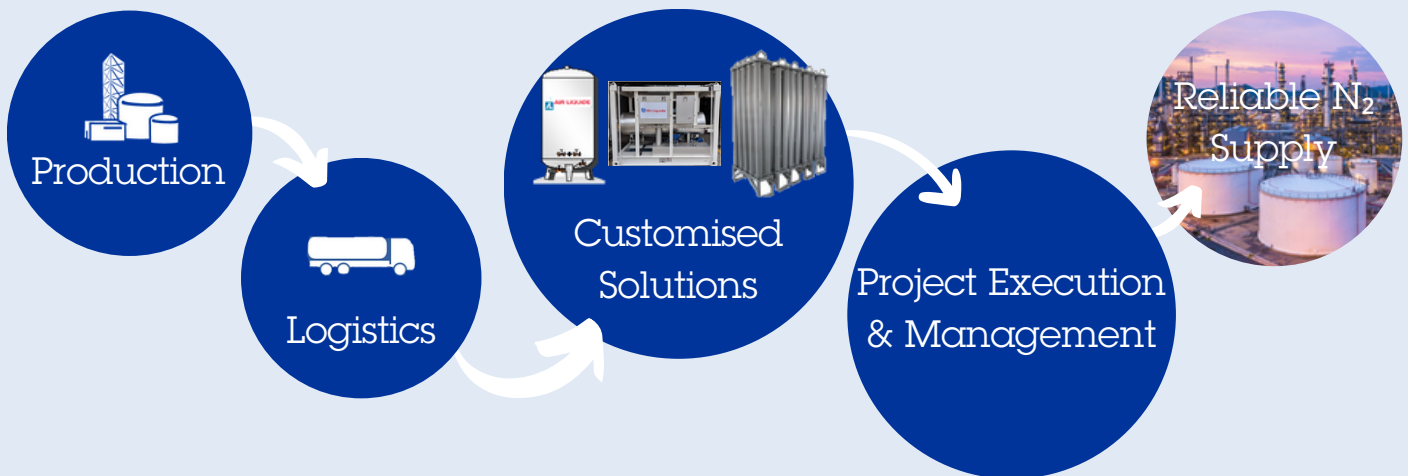 Production
Logistics
AIR LIQUIDE
Customised
Solutions
Project Execution
& Management
Reliable N₂
Supply